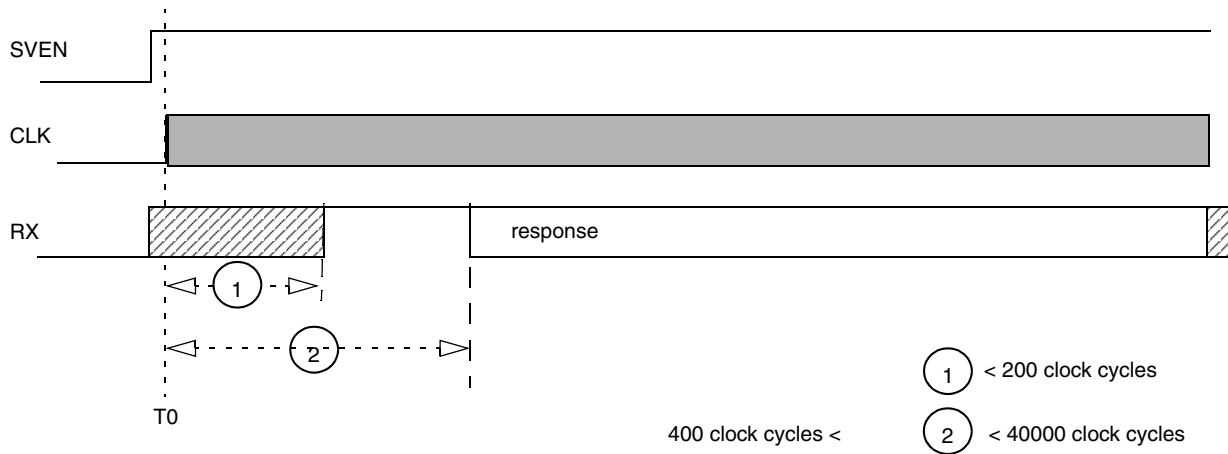 SVEN
CLK
RX
response
1
2
T0
1 < 200 clock cycles
400 clock cycles < 2 < 40000 clock cycles